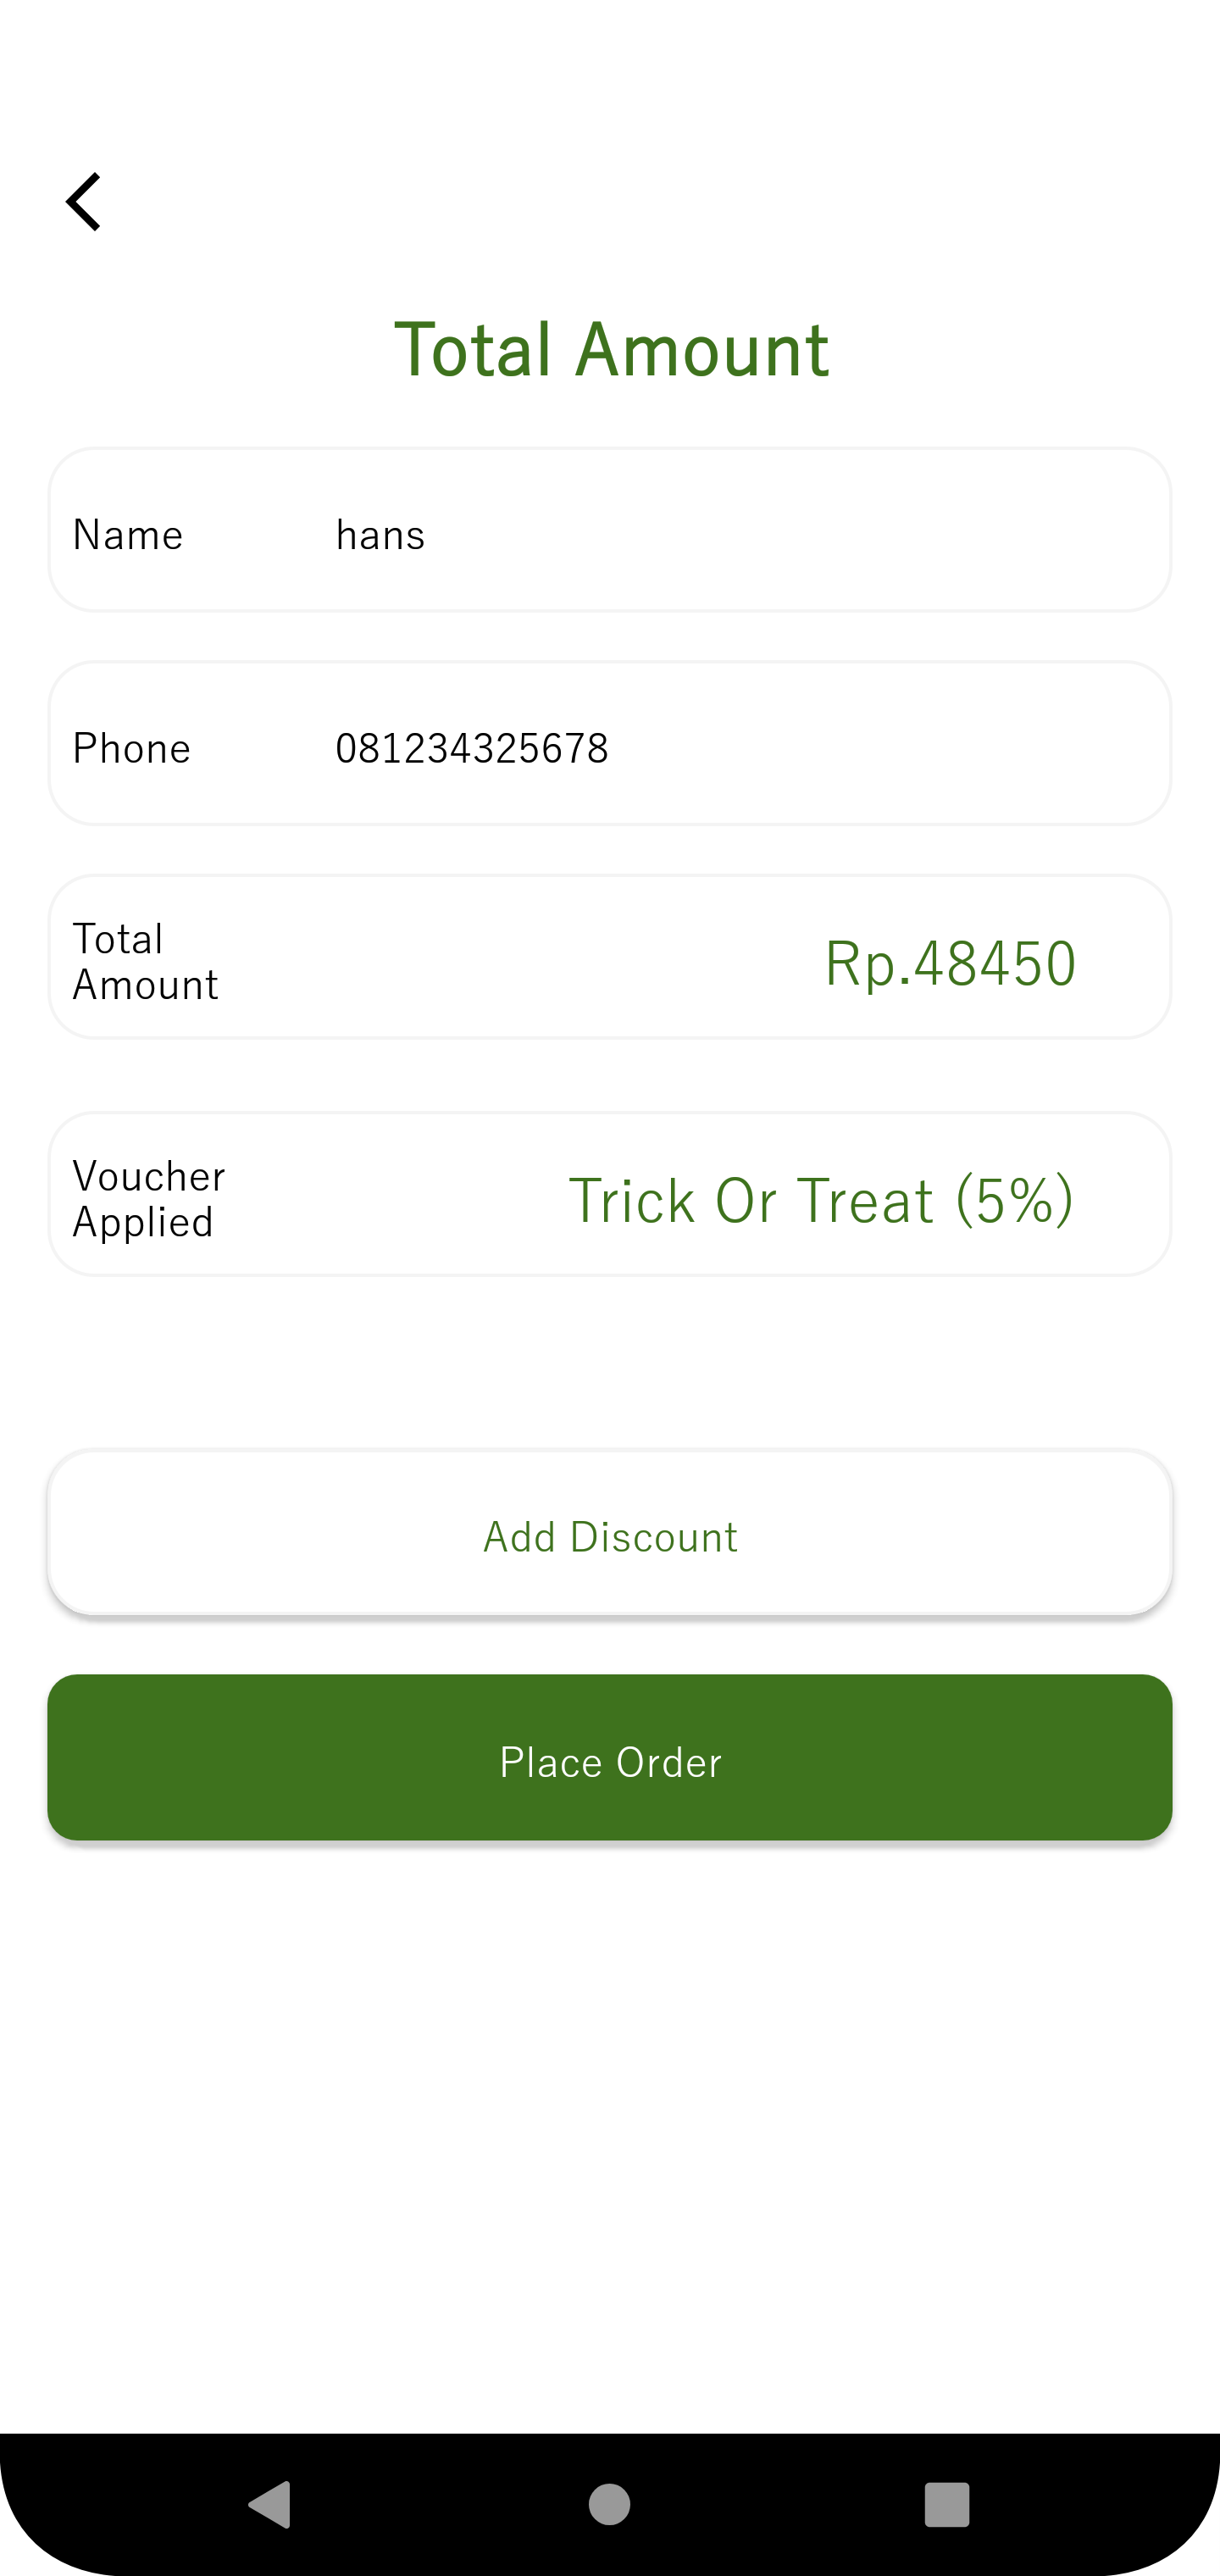 Total Amount
Name hans
Phone 081234325678
Total
Amount
Rp.48450
Voucher
Applied
Trick Or Treat (5%)
Add Discount
Place Order